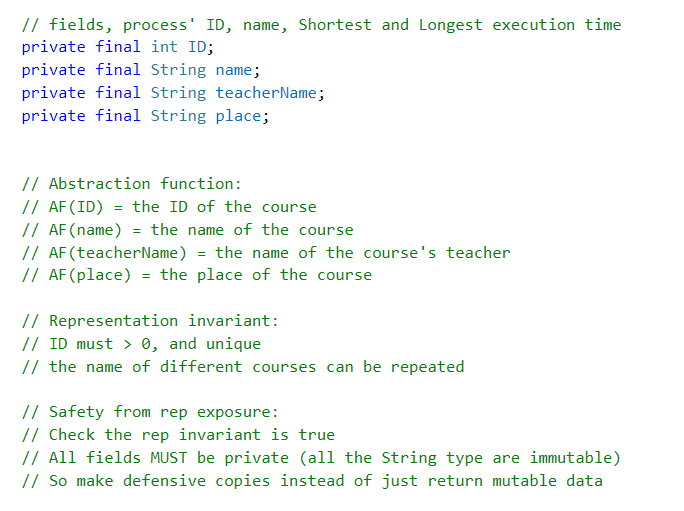 // fields, process' ID, name, Shortest and Longest execution time
private final int ID;
private final String name;
private final String teacherName;
private final String place;
// Abstraction function:
// AF(ID) = the ID of the course
// AF(name) = the name of the course
// AF(teacherName) = the name of the course's teacher
// AF(place) = the place of the course
// Representation invariant:
// ID must > 0, and unique
// the name of different courses can be repeated
// Safety from rep exposure:
// Check the rep invariant is true
// All fields MUST be private (all the String type are immutable)
// So make defensive copies instead of just return mutable data